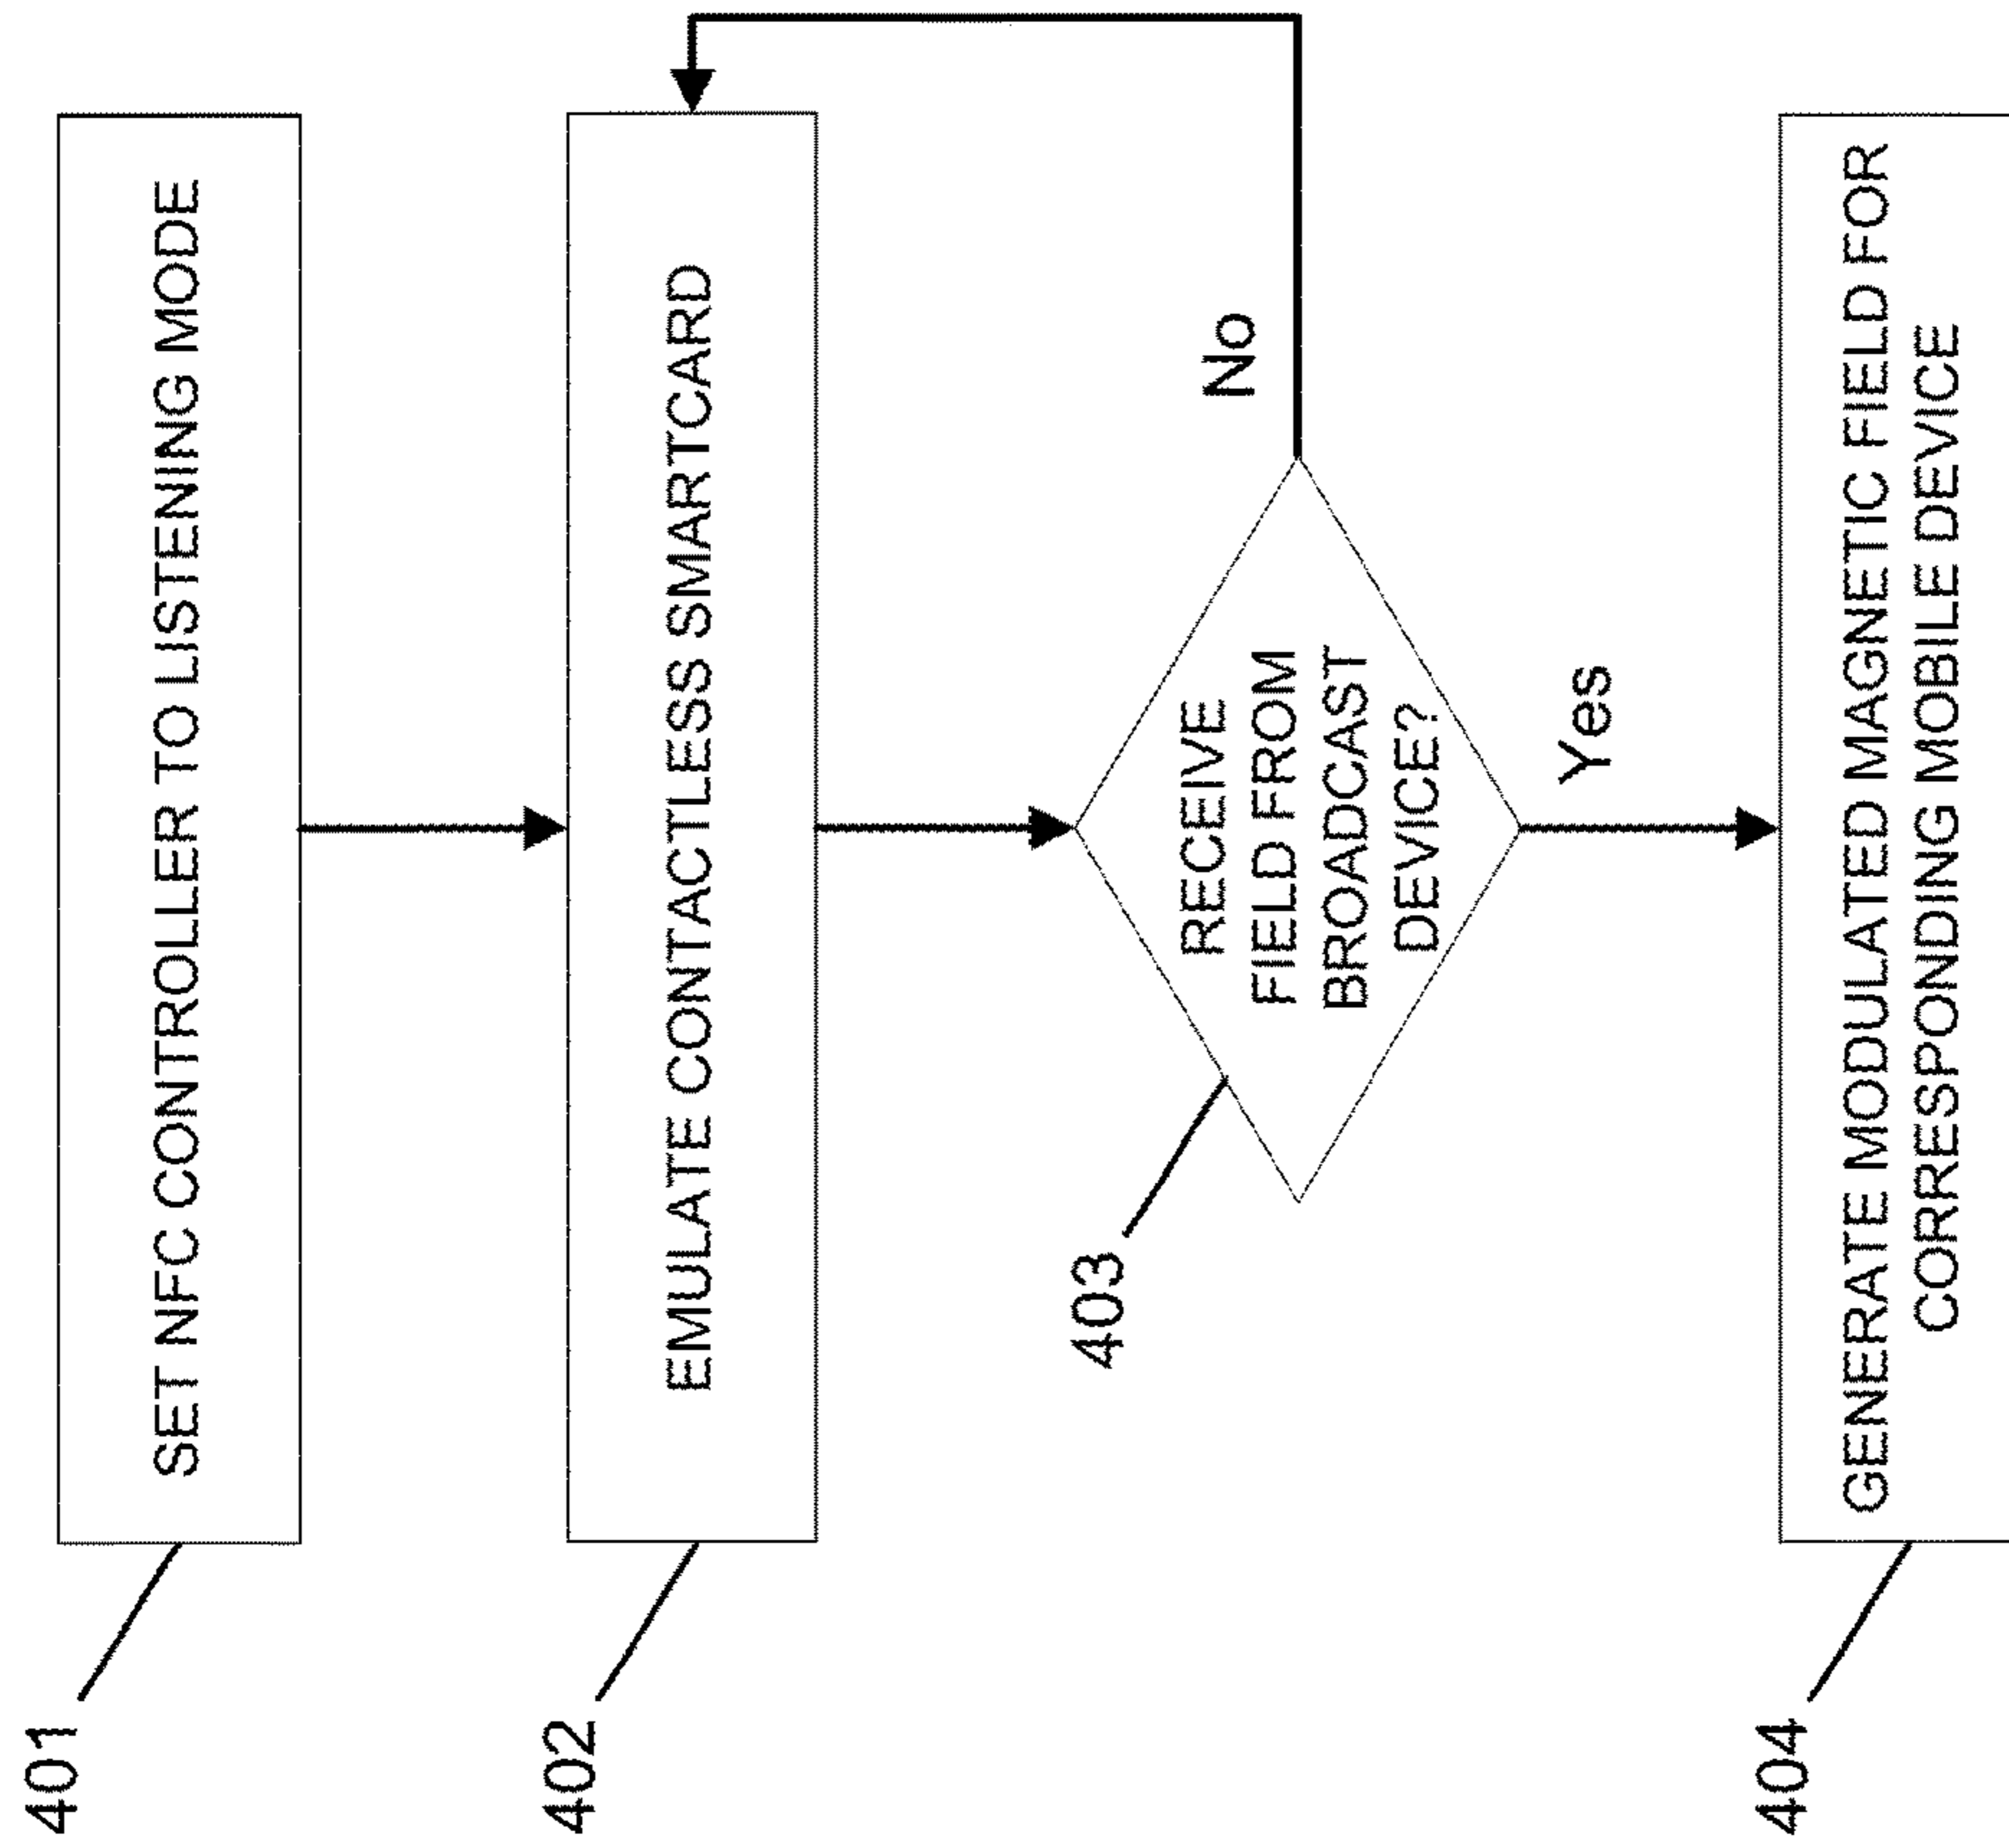 401
SET NFC CONTROLLER TO LISTENING MODE
402
EMULATE CONTACTLESS SMARTCARD
403
RECEIVE
FIELD FROM
BROADCAST
DEVICE?
No
Yes
404
GENERATE MODULATED MAGNETIC FIELD FOR
CORRESPONDING MOBILE DEVICE